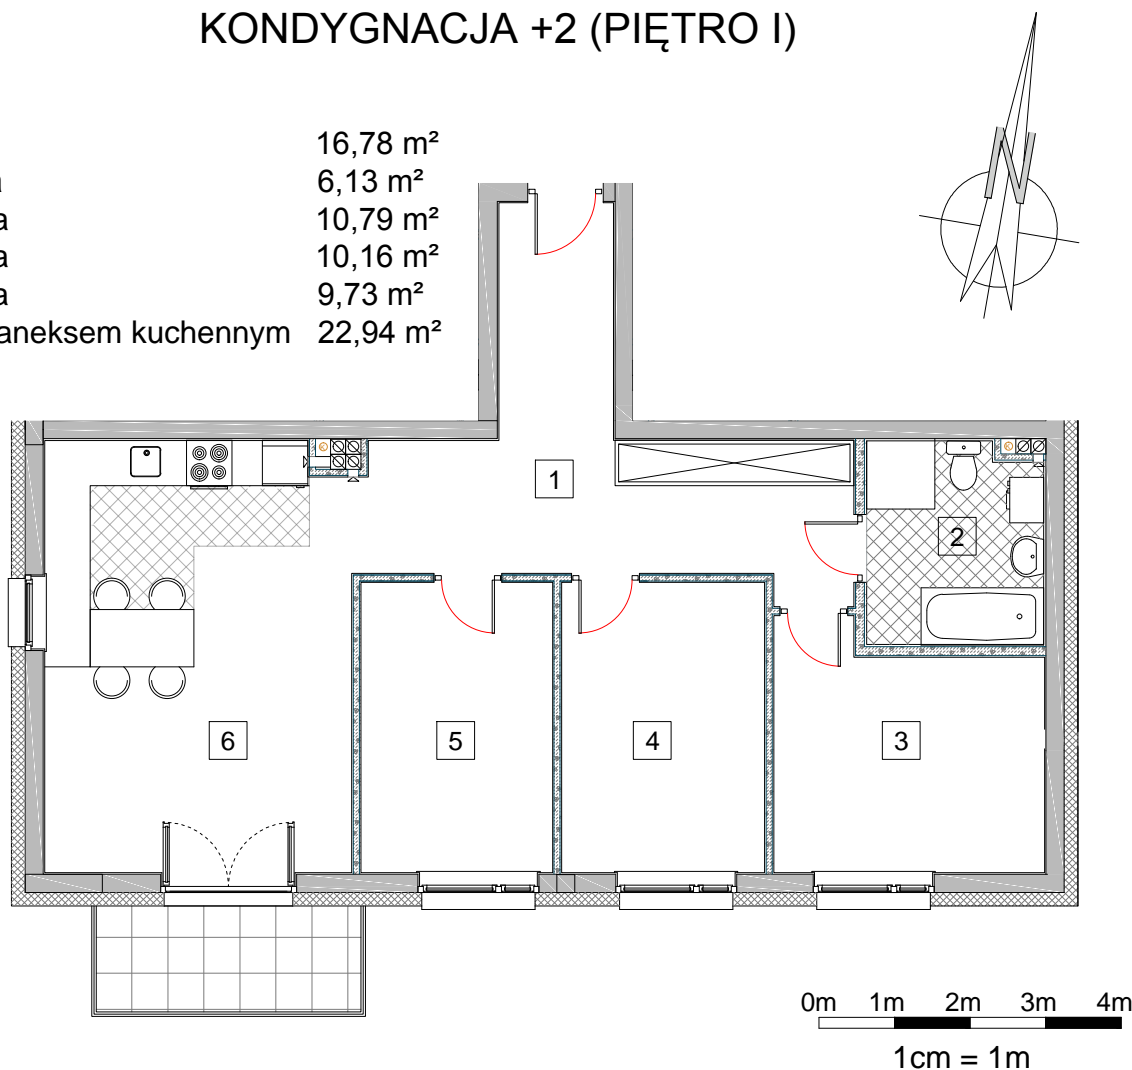 KONDYGNACJA +2 (PIĘTRO I)
16,78 m²
a 6,13 m²
a 10,79 m²
a 10,16 m²
a 9,73 m²
aneksem kuchennym 22,94 m²
N
1
2
6
5
4
3
0m 1m 2m 3m 4m
1cm = 1m